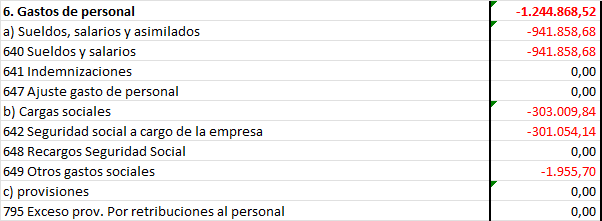 6. Gastos de personal -1.244.868,52
a) Sueldos, salarios y asimilados -941.858,68
640 Sueldos y salarios -941.858,68
641 Indemnizaciones 0,00
647 Ajuste gasto de personal 0,00
b) Cargas sociales -303.009,84
642 Seguridad social a cargo de la empresa -301.054,14
648 Recargos Seguridad Social 0,00
649 Otros gastos sociales -1.955,70
c) provisiones 0,00
795 Exceso prov. Por retribuciones al personal 0,00